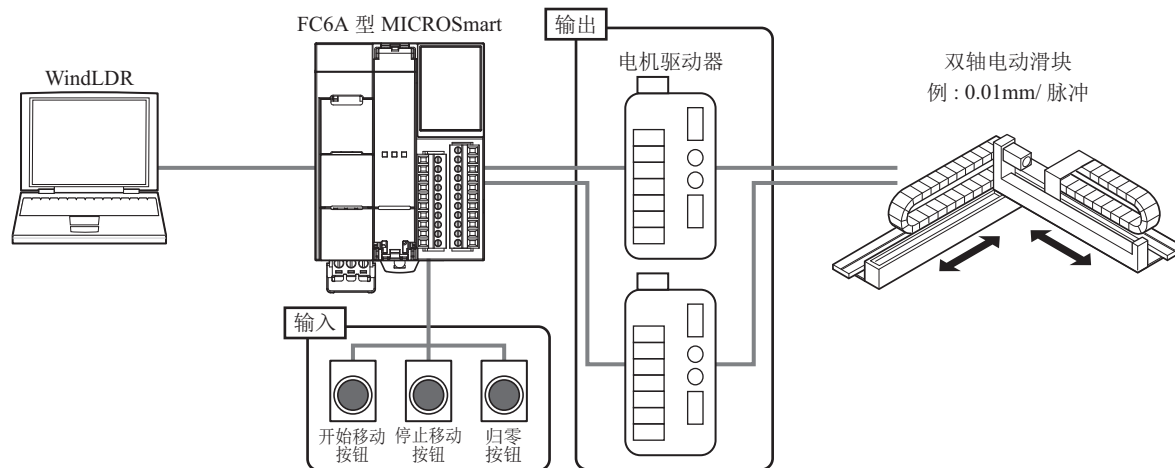 FC6A 型 MICROSmart
输出
WindLDR
电机驱动器
双轴电动滑块
例 : 0.01mm/ 脉冲
输入
开始移动
按钮
停止移动
按钮
归零
按钮